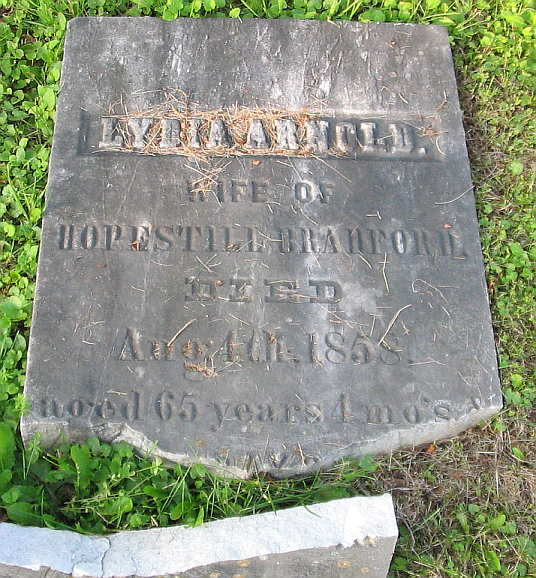 LYDIA ARNOLD.
WIFE OF
HOPESTILL BRADFORD,
DIED
Aug. 4th. 1858.
aged 65 years 4 mo's &